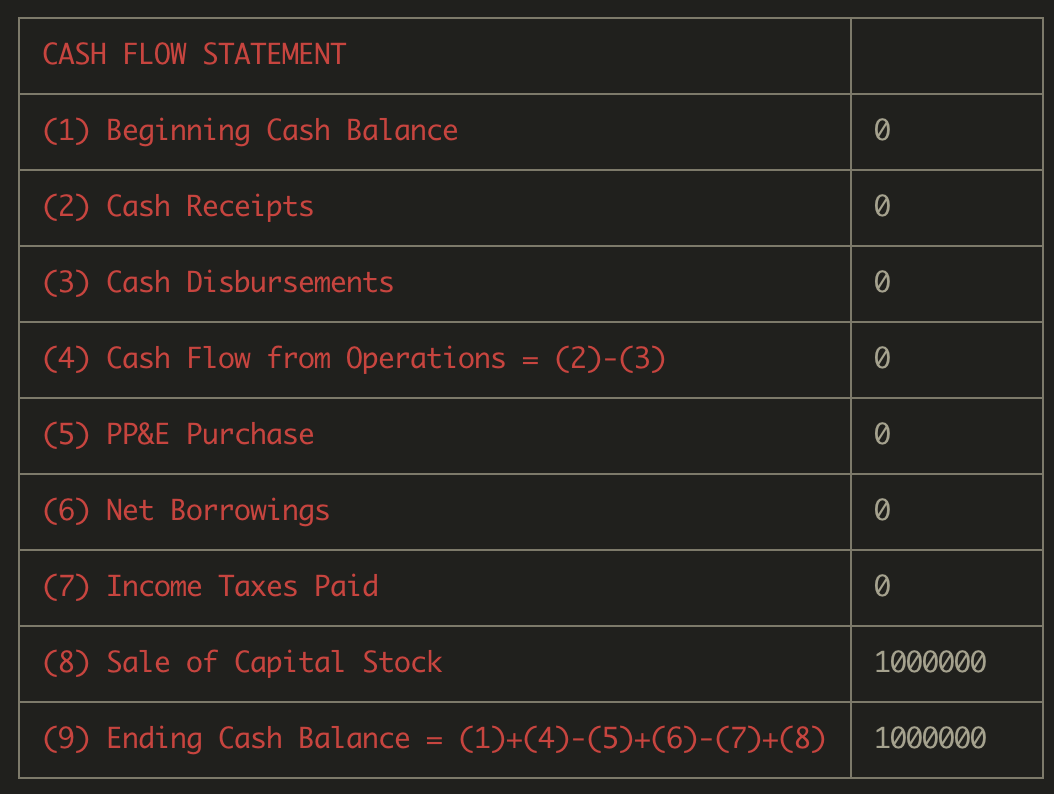 CASH FLOW STATEMENT
(1) Beginning Cash Balance 0
(2) Cash Receipts 0
(3) Cash Disbursements 0
(4) Cash Flow from Operations = (2)-(3) 0
(5) PP&E Purchase 0
(6) Net Borrowings 0
(7) Income Taxes Paid 0
(8) Sale of Capital Stock 1000000
(9) Ending Cash Balance = (1)+(4)-(5)+(6)-(7)+(8) 1000000